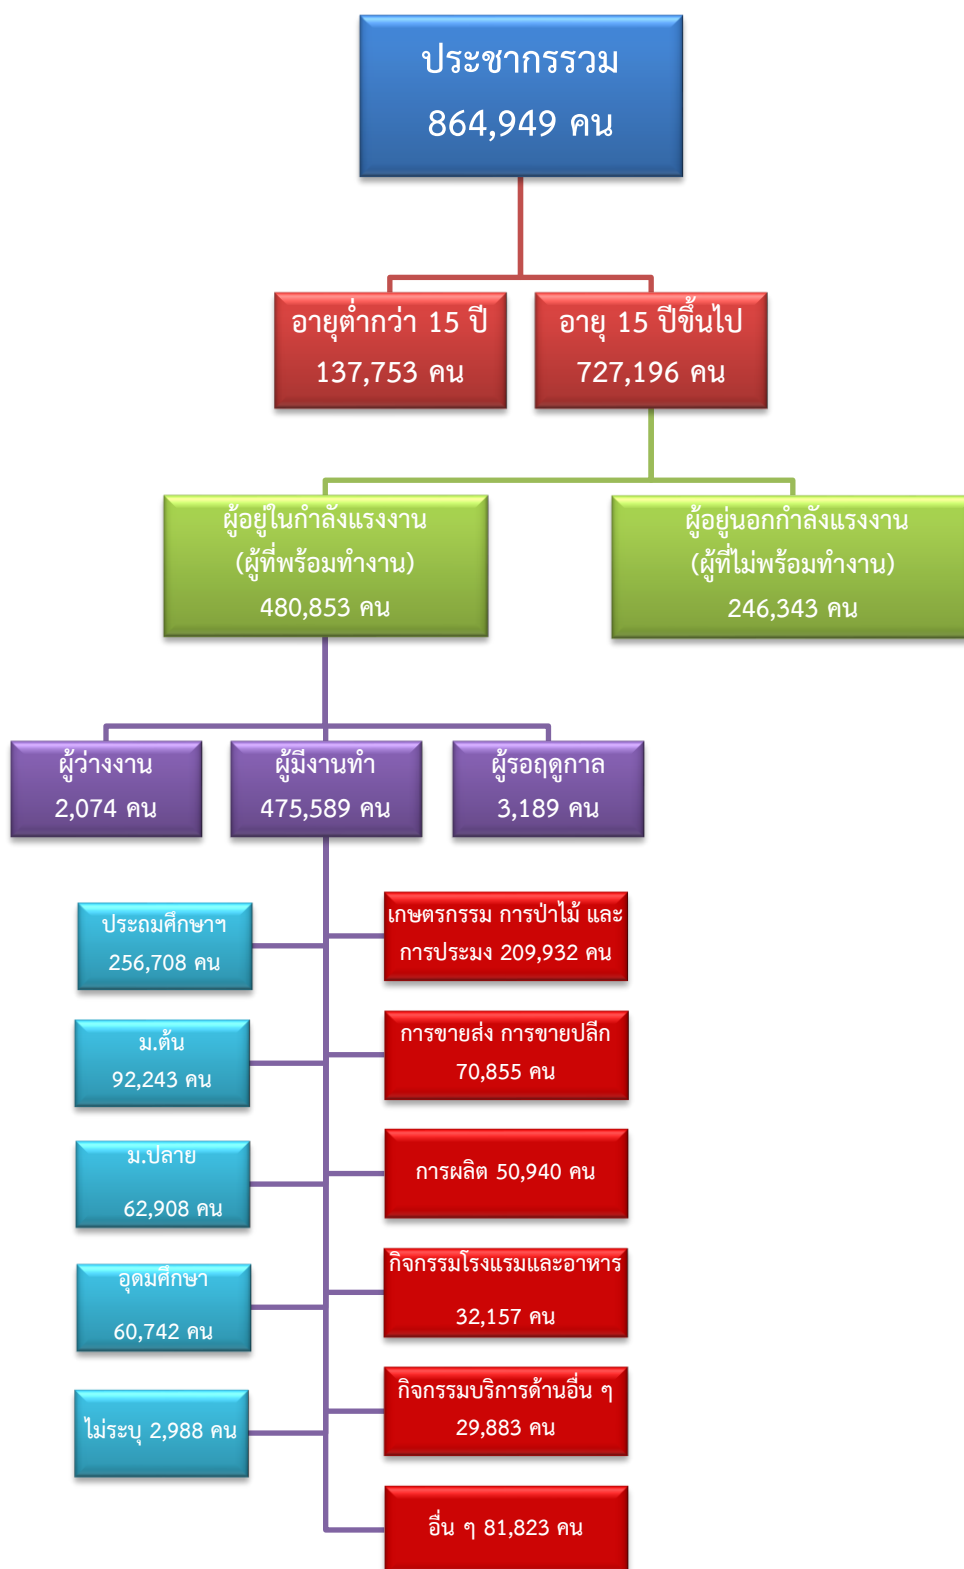 ประชากรรวม
864,949 คน
อายุต่ำกว่า 15 ปี
137,753 คน
อายุ 15 ปีขึ้นไป
727,196 คน
ผู้อยู่ในกำลังแรงงาน
(ผู้ที่พร้อมทำงาน)
480,853 คน
ผู้อยู่นอกกำลังแรงงาน
(ผู้ที่ไม่พร้อมทำงาน)
246,343 คน
ผู้ว่างงาน
2,074 คน
ผู้มีงานทำ
475,589 คน
ผู้รอฤดูกาล
3,189 คน
ประถมศึกษาฯ
256,708 คน
ม.ต้น
92,243 คน
ม.ปลาย
62,908 คน
อุดมศึกษา
60,742 คน
ไม่ระบุ 2,988 คน
เกษตรกรรม การป่าไม้ และ
การประมง 209,932 คน
การขายส่ง การขายปลีก
70,855 คน
การผลิต 50,940 คน
กิจกรรมโรงแรมและอาหาร
32,157 คน
กิจกรรมบริการด้านอื่น ๆ
29,883 คน
อื่น ๆ 81,823 คน